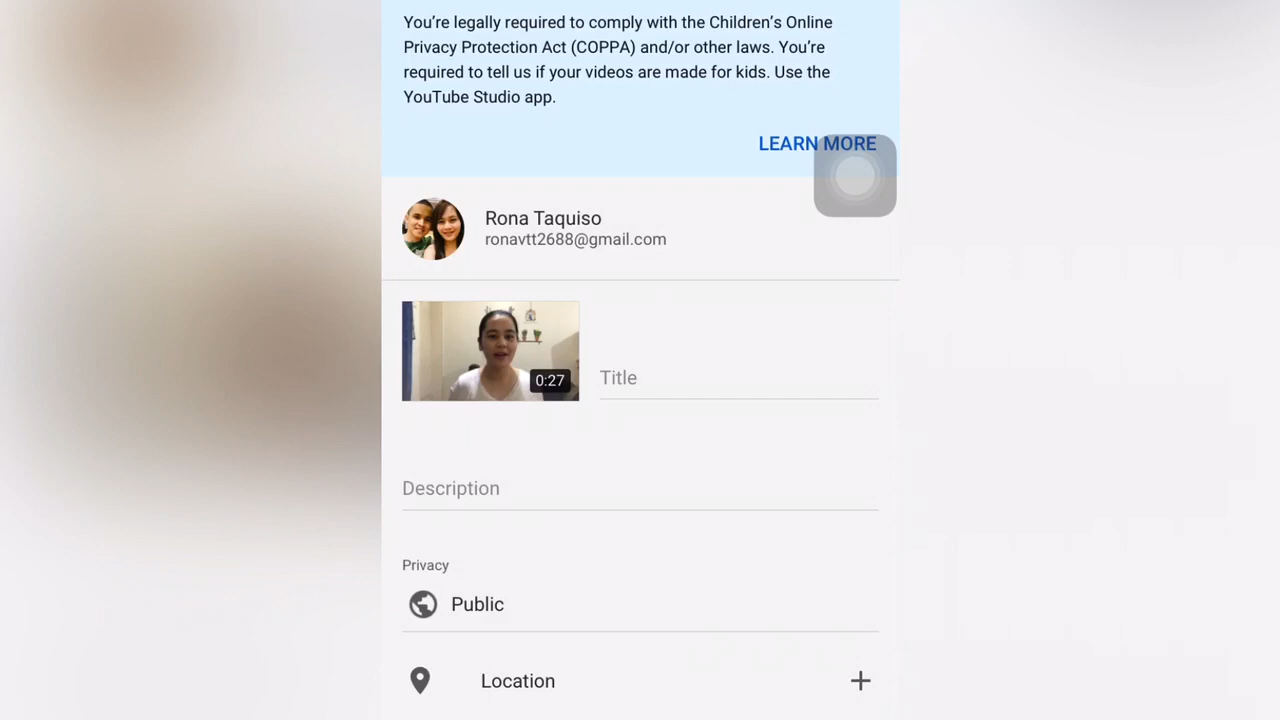 You’re legally required to comply with the Children’s Online
Privacy Protection Act (COPPA) and/or other laws. You’re
required to tell us if your videos are made for kids. Use the
YouTube Studio app.
LEARN MORE
Rona Taquiso
ronavtt2688@gmail.com
0:27
Title
Description
Privacy
Public
Location